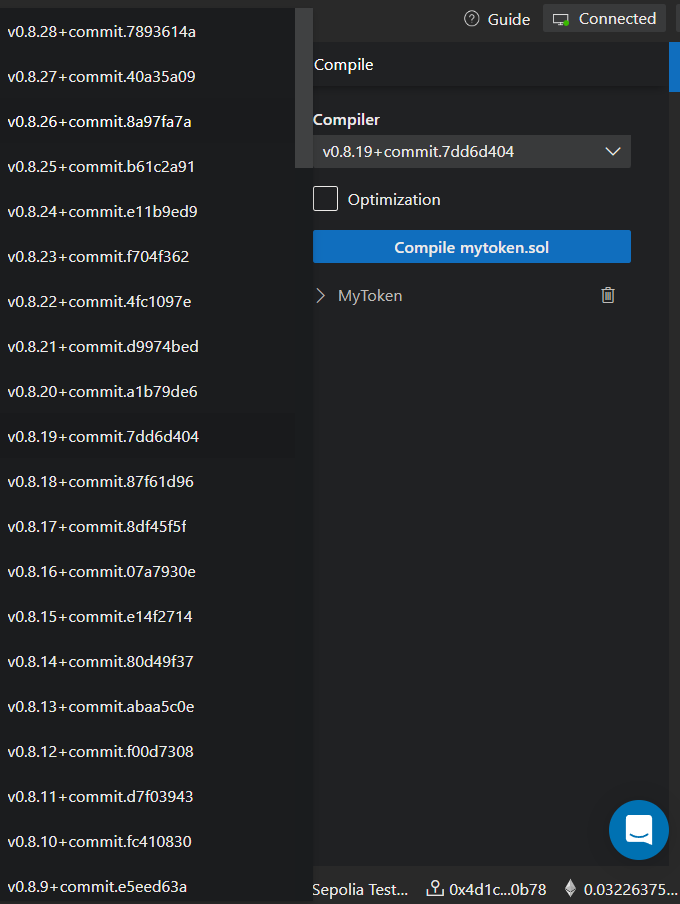 v0.8.28+commit.7893614a
v0.8.27+commit.40a35a09
v0.8.26+commit.8a97fa7a
v0.8.25+commit.b61c2a91
v0.8.24+commit.e11b9ed9
v0.8.23+commit.f704f362
v0.8.22+commit.4fc1097e
v0.8.21+commit.d9974bed
v0.8.20+commit.a1b79de6
v0.8.19+commit.7dd6d404
v0.8.18+commit.87f61d96
v0.8.17+commit.8df45f5f
v0.8.16+commit.07a7930e
v0.8.15+commit.e14f2714
v0.8.14+commit.80d49f37
v0.8.13+commit.abaa5c0e
v0.8.12+commit.f00d7308
v0.8.11+commit.d7f03943
v0.8.10+commit.fc410830
v0.8.9+commit.e5eed63a
Guide Connected
Compile
Compiler
v0.8.19+commit.7dd6d404
Optimization
Compile mytoken.sol
MyToken
Sepolia Test... 0x4d1c...0b78 0.03226375...